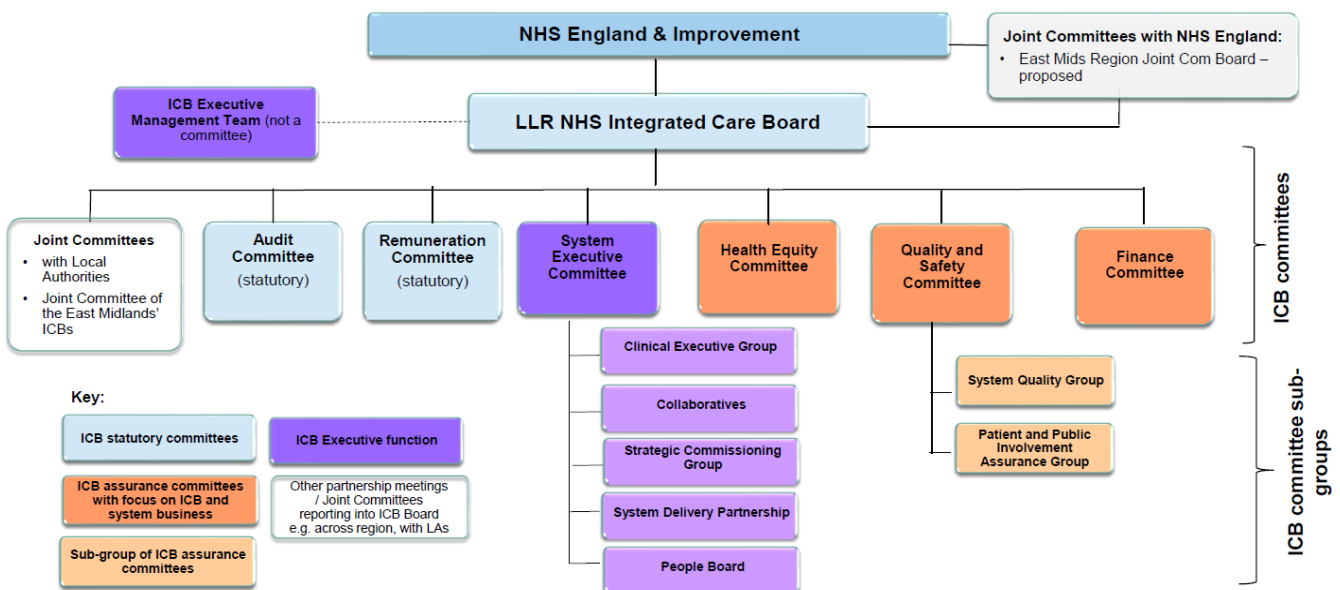 NHS England & Improvement
Joint Committees with NHS England:
• East Mids Region Joint Com Board –
proposed
ICB Executive
Management Team (not a
committee)
LLR NHS Integrated Care Board
Joint Committees
• with Local
Authorities
• Joint Committee of
the East Midlands'
ICBs
Audit
Committee
(statutory)
Remuneration
Committee
(statutory)
System
Executive
Committee
Health Equity
Committee
Quality and
Safety
Committee
Finance
Committee
ICB committees
Clinical Executive Group
Collaboratives
Strategic Commissioning
Group
System Delivery Partnership
People Board
System Quality Group
Patient and Public
Involvement
Assurance Group
ICB committee sub-
groups
Key:
ICB statutory committees
ICB Executive function
ICB assurance committees
with focus on ICB and
system business
Other partnership meetings
/ Joint Committees
reporting into ICB Board
e.g. across region, with LAs
Sub-group of ICB assurance
committees